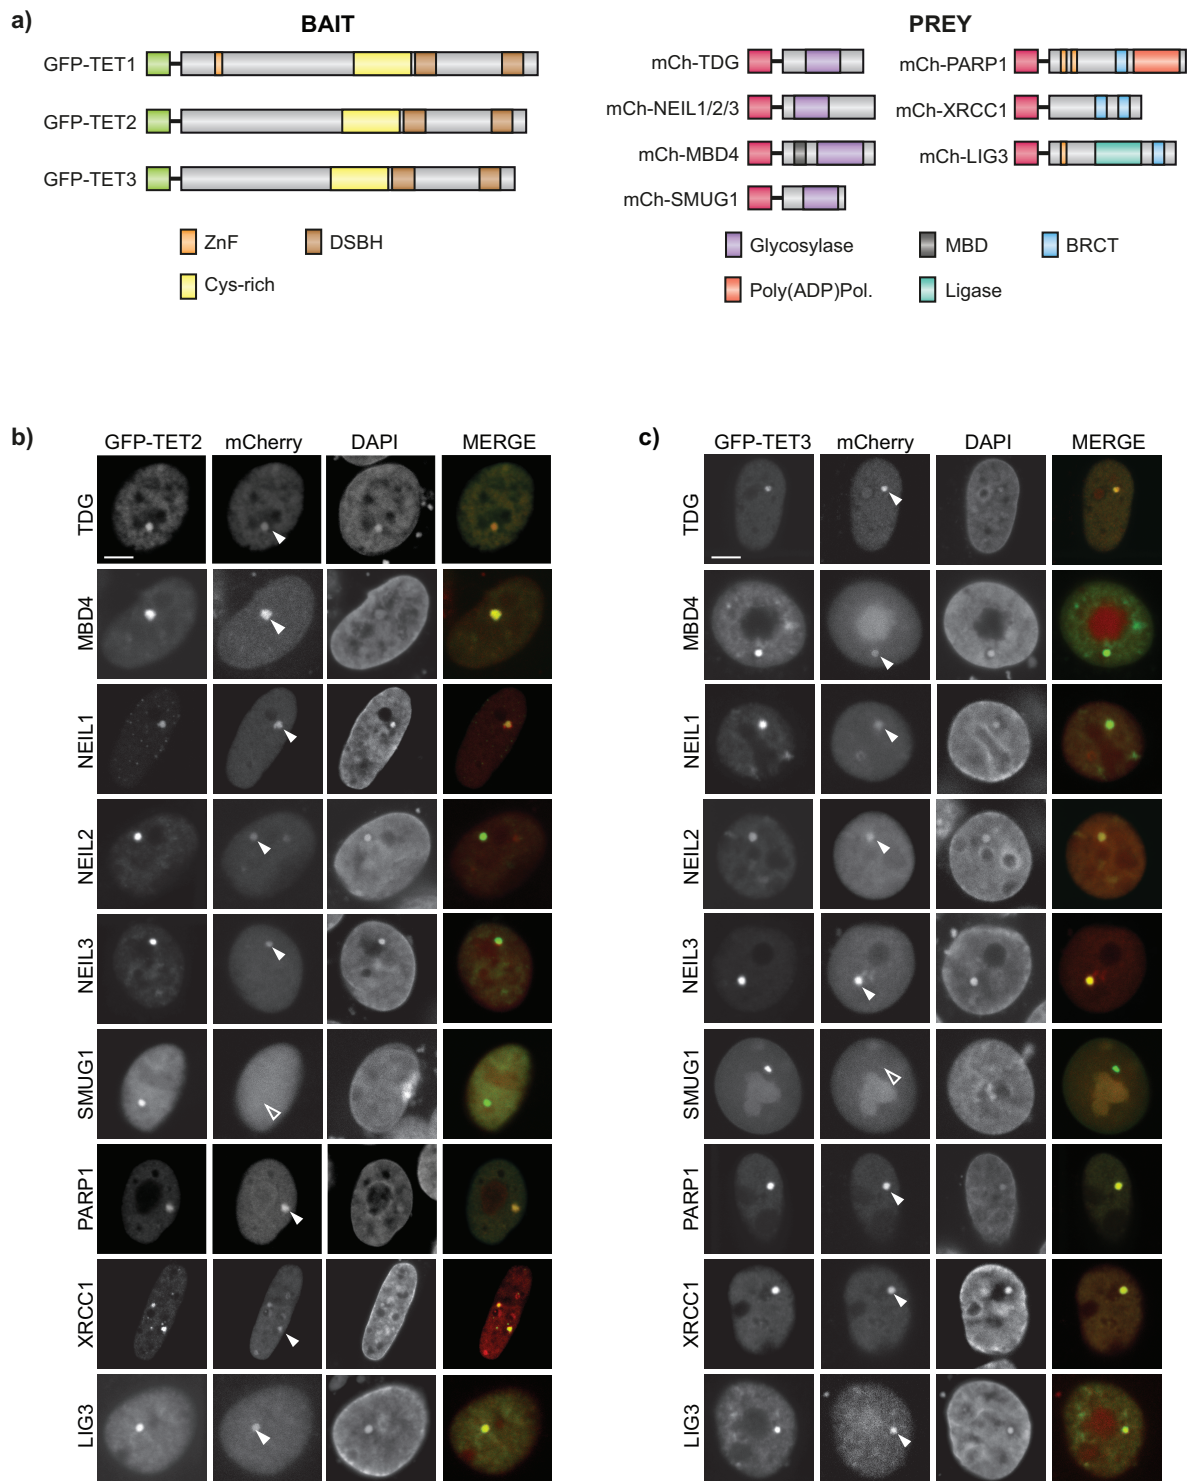 a)
BAIT
GFP-TET1
GFP-TET2
GFP-TET3
ZnF
DSBH
Cys-rich
PREY
mCh-TDG
mCh-PARP1
mCh-NEIL1/2/3
mCh-XRCC1
mCh-MBD4
mCh-LIG3
mCh-SMUG1
Glycosylase
MBD
BRCT
Poly(ADP)Pol.
Ligase
b)
GFP-TET2 mCherry DAPI MERGE
TDG
MBD4
NEIL1
NEIL2
NEIL3
SMUG1
PARP1
XRCC1
LIG3
c)
GFP-TET3 mCherry DAPI MERGE
TDG
MBD4
NEIL1
NEIL2
NEIL3
SMUG1
PARP1
XRCC1
LIG3